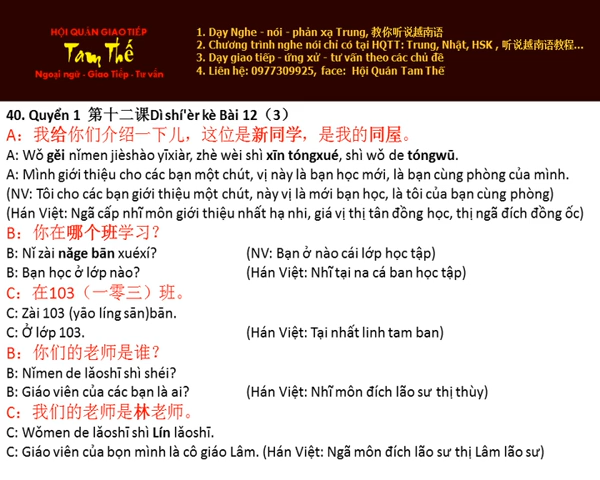 HỘI QUÁN GIAO TIẾP
Tam Thế
Ngoại ngữ - Giao Tiếp - Tư vấn
1. Dạy Nghe - nói - phản xạ Trung, 教你听说越南语
2. Chương trình nghe nói chỉ có tại HQTT: Trung, Nhật, HSK , 听说越南语教程...
3. Dạy giao tiếp - ứng xử - tư vấn theo các chủ đề
4. Liên hệ: 0977309925, face: Hội Quán Tam Thế
40. Quyển 1 第十二课Dì shí'èr kè Bài 12（3）
A：我给你们介绍一下儿，这位是新同学，是我的同屋。
A: Wǒ gěi nǐmen jièshào yīxiàr, zhè wèi shì xīn tóngxué, shì wǒ de tóngwū.
A: Mình giới thiệu cho các bạn một chút, vị này là bạn học mới, là bạn cùng phòng của mình.
(NV: Tôi cho các bạn giới thiệu một chút, này vị là mới bạn học, là tôi của bạn cùng phòng)
(Hán Việt: Ngã cấp nhĩ môn giới thiệu nhất hạ nhi, giá vị thị tân đồng học, thị ngã đích đồng ốc)
B：你在哪个班学习？
B: Nǐ zài nǎge bān xuéxí? (NV: Bạn ở nào cái lớp học tập)
B: Bạn học ở lớp nào? (Hán Việt: Nhĩ tại na cá ban học tập)
C：在103（一零三）班。
C: Zài 103 (yāo líng sān)bān.
C: Ở lớp 103. (Hán Việt: Tại nhất linh tam ban)
B：你们的老师是谁？
B: Nǐmen de lǎoshī shì shéi?
B: Giáo viên của các bạn là ai? (Hán Việt: Nhĩ môn đích lão sư thị thùy)
C：我们的老师是林老师。
C: Wǒmen de lǎoshī shì Lín lǎoshī.
C: Giáo viên của bọn mình là cô giáo Lâm. (Hán Việt: Ngã môn đích lão sư thị Lâm lão sư)